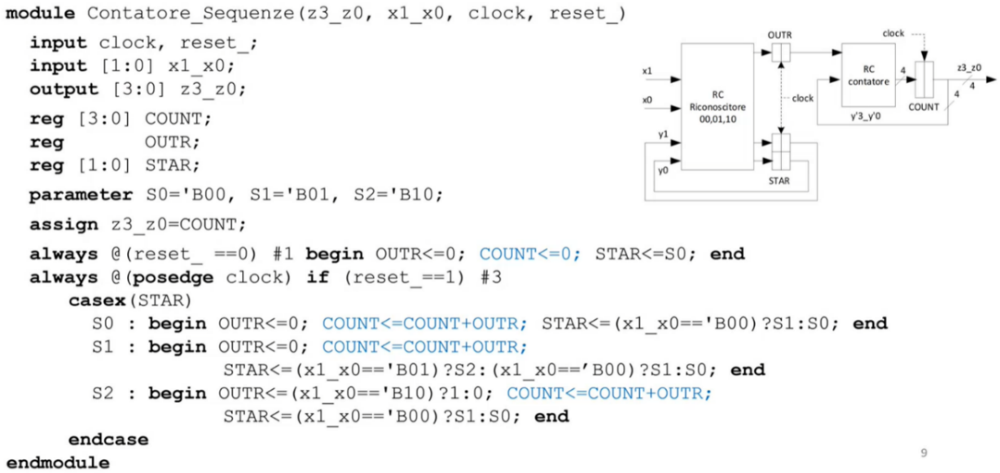 module Contatore_Sequenze(z3_z0, x1_x0, clock, reset_)
input clock, reset_;
input [1:0] x1_x0;
output [3:0] z3_z0;
reg [3:0] COUNT;
reg OUTR;
reg [1:0] STAR;
parameter S0='B00, S1='B01, S2='B10;
assign z3_z0=COUNT;
always @(reset_ ==0) #1 begin OUTR<=0; COUNT<=0; STAR<=S0; end
always @(posedge clock) if (reset_==1) #3
casex(STAR)
S0 : begin OUTR<=0; COUNT<=COUNT+OUTR; STAR<=(x1_x0=='B00)?S1:S0; end
S1 : begin OUTR<=0; COUNT<=COUNT+OUTR;
STAR<=(x1_x0=='B01)?S2:(x1_x0==’B00)?S1:S0; end
S2 : begin OUTR<=(x1_x0=='B10)?1:0; COUNT<=COUNT+OUTR;
STAR<=(x1_x0=='B00)?S1:S0; end
endcase
endmodule
OUTR
clock
x1
x0
y1
y0
RC
Riconoscitore
00,01,10
clock
STAR
RC
contatore
4
y'3_y'0
COUNT
z3_z0
4
4
9